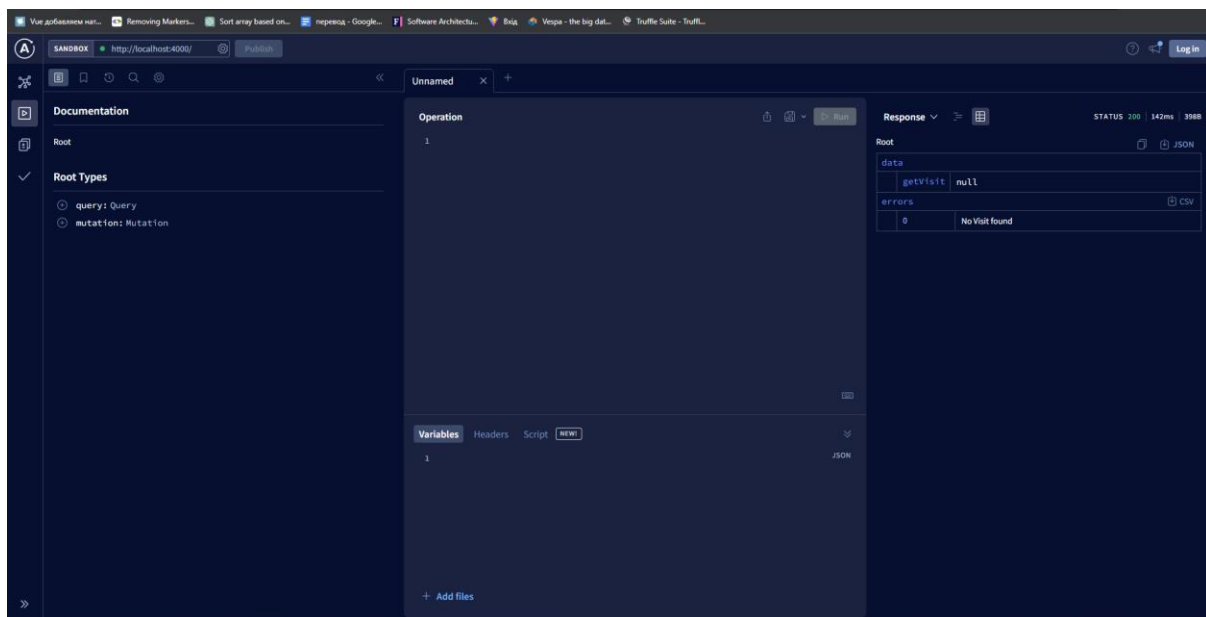 Vue добавляем нат... Removing Markers... Sort array based on... перевод - Google... F Software Architectu... Вхід Vespa - the big dat... Truffle Suite - Truffl...
A SANDBOX http://localhost:4000/ Publish Log in
Unnamed × +
Documentation
Root
Root Types
query: Query
mutation: Mutation
Operation Run
1
Variables Headers Script NEW!
1 JSON
+ Add files
Response STATUS 200 142ms 398B
Root JSON
data
getVisit null
errors CSV
0 No Visit found